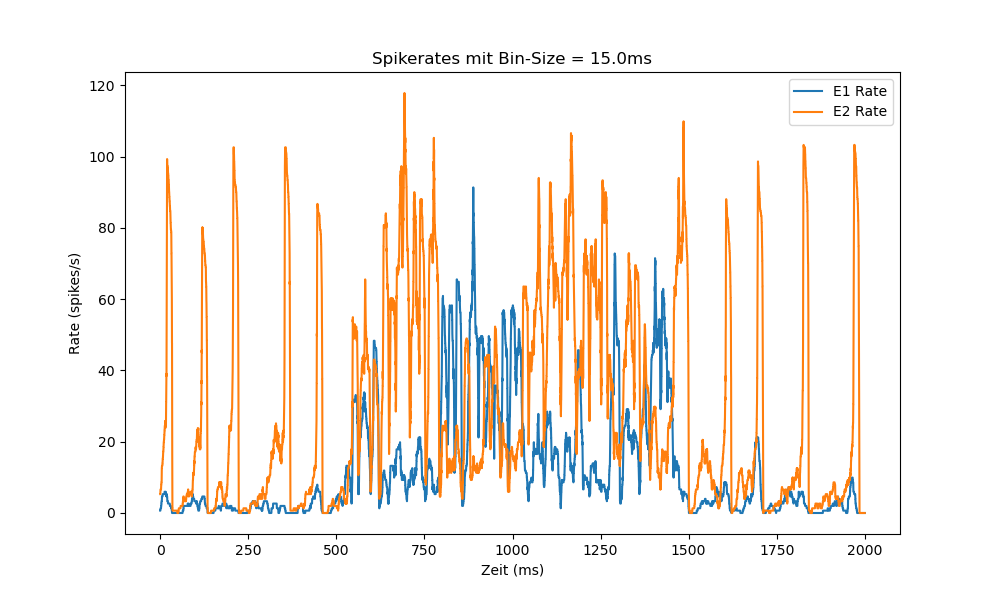 Spikerates mit Bin-Size = 15.0ms
E1 Rate
E2 Rate
120
100
80
60
40
20
0
Rate (spikes/s)
0 250 500 750 1000 1250 1500 1750 2000
Zeit (ms)